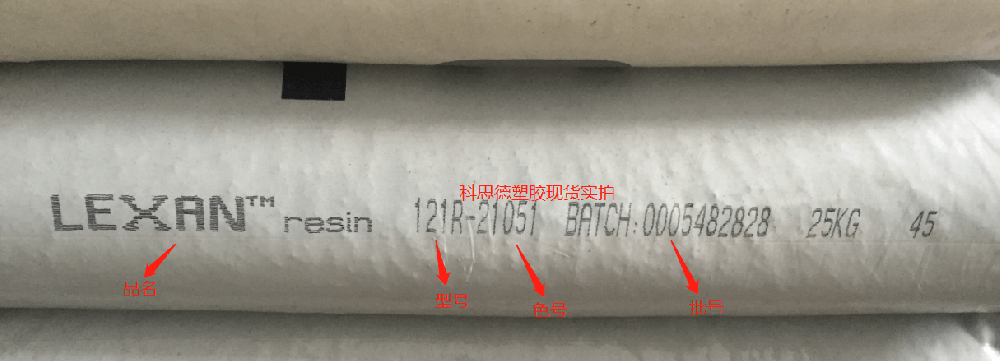 科思德塑胶现货实拍
LEXAN™ resin 121R-21051 BATCH:0005482828 25KG 45
品名 型号 色号 批号